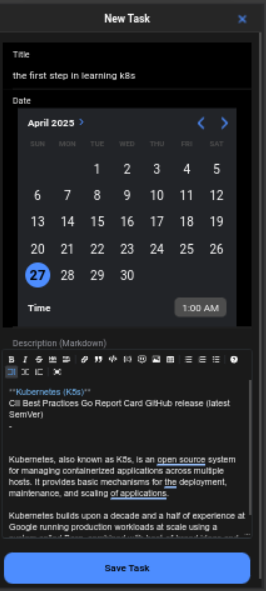 New Task
Title
the first step in learning k8s
Date
April 2025
SUN MON TUE WED THU FRI SAT
1 2 3 4 5
6 7 8 9 10 11 12
13 14 15 16 17 18 19
20 21 22 23 24 25 26
27 28 29 30
Time 1:00 AM
Description (Markdown)
**Kubernetes (K8s)**
CII Best Practices Go Report Card GitHub release (latest
SemVer)
-
Kubernetes, also known as K8s, is an open source system
for managing containerized applications across multiple
hosts. It provides basic mechanisms for the deployment,
maintenance, and scaling of applications.
Kubernetes builds upon a decade and a half of experience at
Google running production workloads at scale using a
Save Task